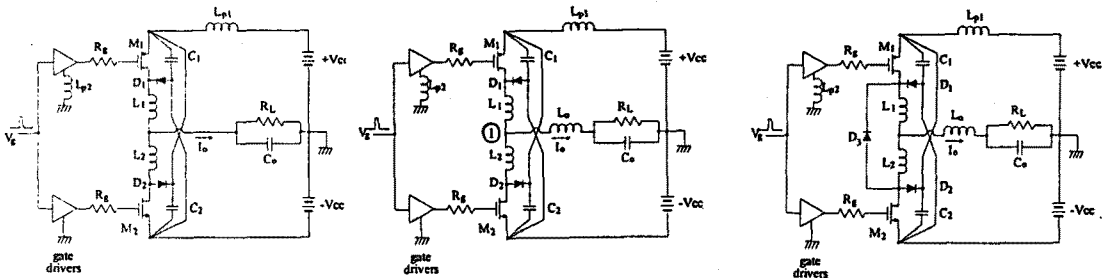 Lp1
Rg
M1
C1
+Vcc
Lp2
D1
L1
RL
Vg
Io
Co
L2
Rg
D2
C2
-Vcc
M2
gate
drivers
Lp1
Rg
M1
C1
+Vcc
Lp2
D1
L1
Lo
RL
Vg
1
Io
Co
L2
Rg
D2
C2
-Vcc
M2
gate
drivers
Lp1
Rg
M1
C1
+Vcc
Lp2
D1
L1
Lo
RL
Vg
D3
Io
Co
L2
Rg
D2
C2
-Vcc
M2
gate
drivers